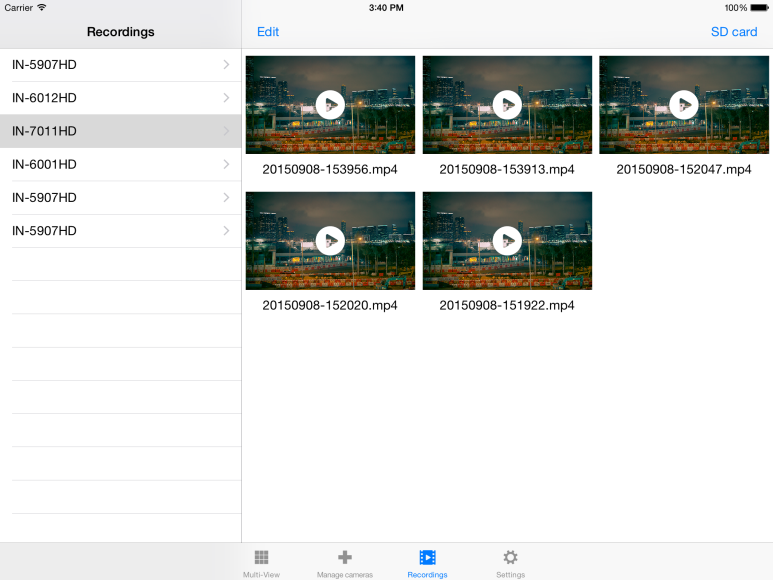 Carrier 3:40 PM 100%
Recordings
Edit SD card
IN-5907HD
IN-6012HD
IN-7011HD
IN-6001HD
IN-5907HD
IN-5907HD
20150908-153956.mp4 20150908-153913.mp4 20150908-152047.mp4
20150908-152020.mp4 20150908-151922.mp4
Multi-View Manage cameras Recordings Settings